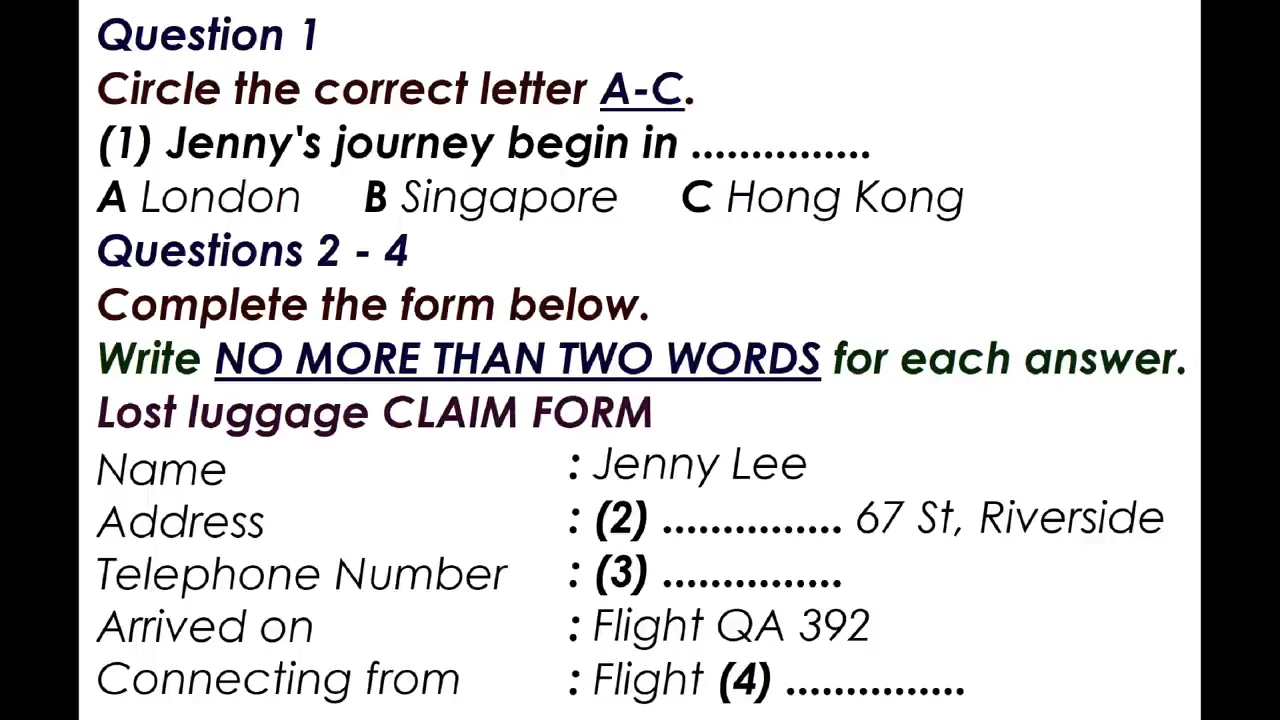 Question 1
Circle the correct letter A-C.
(1) Jenny's journey begin in ...............
A London B Singapore C Hong Kong
Questions 2 - 4
Complete the form below.
Write NO MORE THAN TWO WORDS for each answer.
Lost luggage CLAIM FORM
Name : Jenny Lee
Address : (2) ............... 67 St, Riverside
Telephone Number : (3) ...............
Arrived on : Flight QA 392
Connecting from : Flight (4) ...............